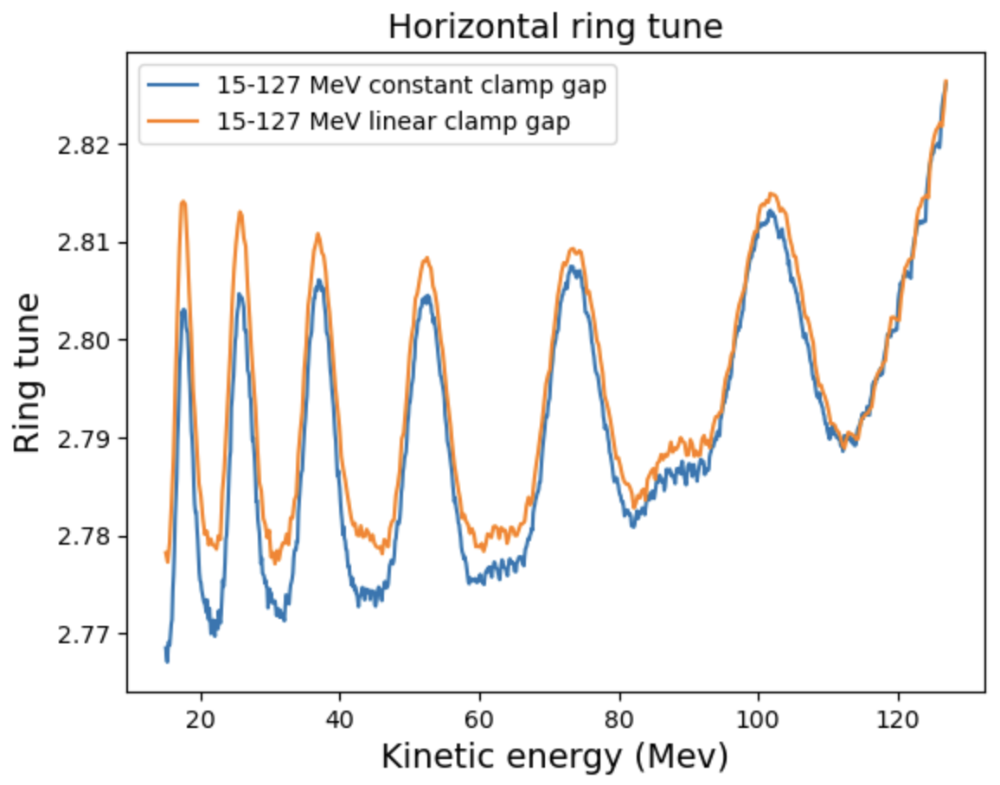 Horizontal ring tune
15-127 MeV constant clamp gap
15-127 MeV linear clamp gap
Ring tune
2.82
2.81
2.80
2.79
2.78
2.77
20 40 60 80 100 120
Kinetic energy (Mev)